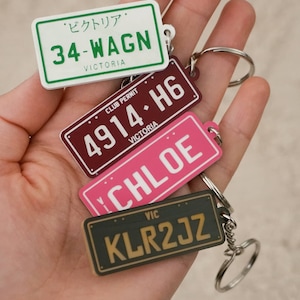 ビクトリア
34-WAGN
VICTORIA
CLUB PERMIT
4914·H6
VICTORIA
CHLOE
VIC
KLR2JZ